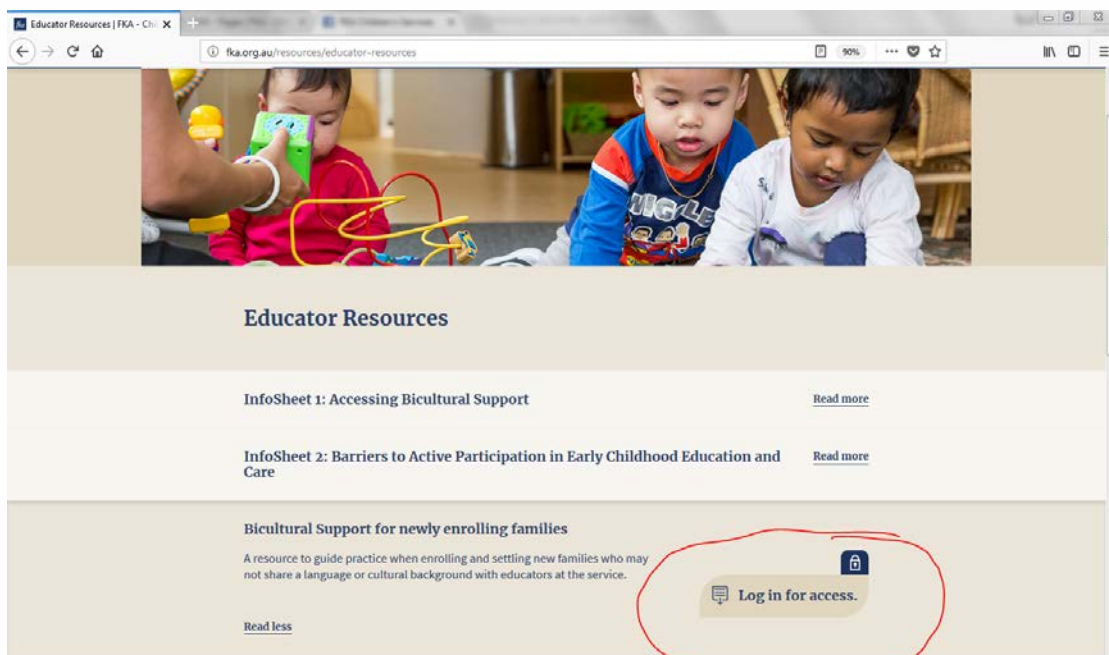 Educator Resources | FKA - Chi
fka.org.au/resources/educator-resources
90%
WIGGLE
Educator Resources
InfoSheet 1: Accessing Bicultural Support
Read more
InfoSheet 2: Barriers to Active Participation in Early Childhood Education and
Care
Read more
Bicultural Support for newly enrolling families
A resource to guide practice when enrolling and settling new families who may
not share a language or cultural background with educators at the service.
Log in for access.
Read less